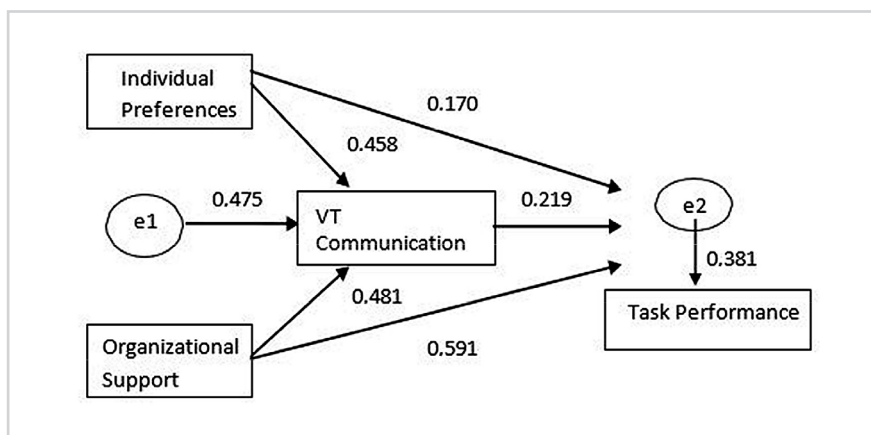 Individual
Preferences
0.170
0.458
e1
0.475
VT
Communication
0.219
e2
0.381
0.481
Organizational
Support
0.591
Task Performance